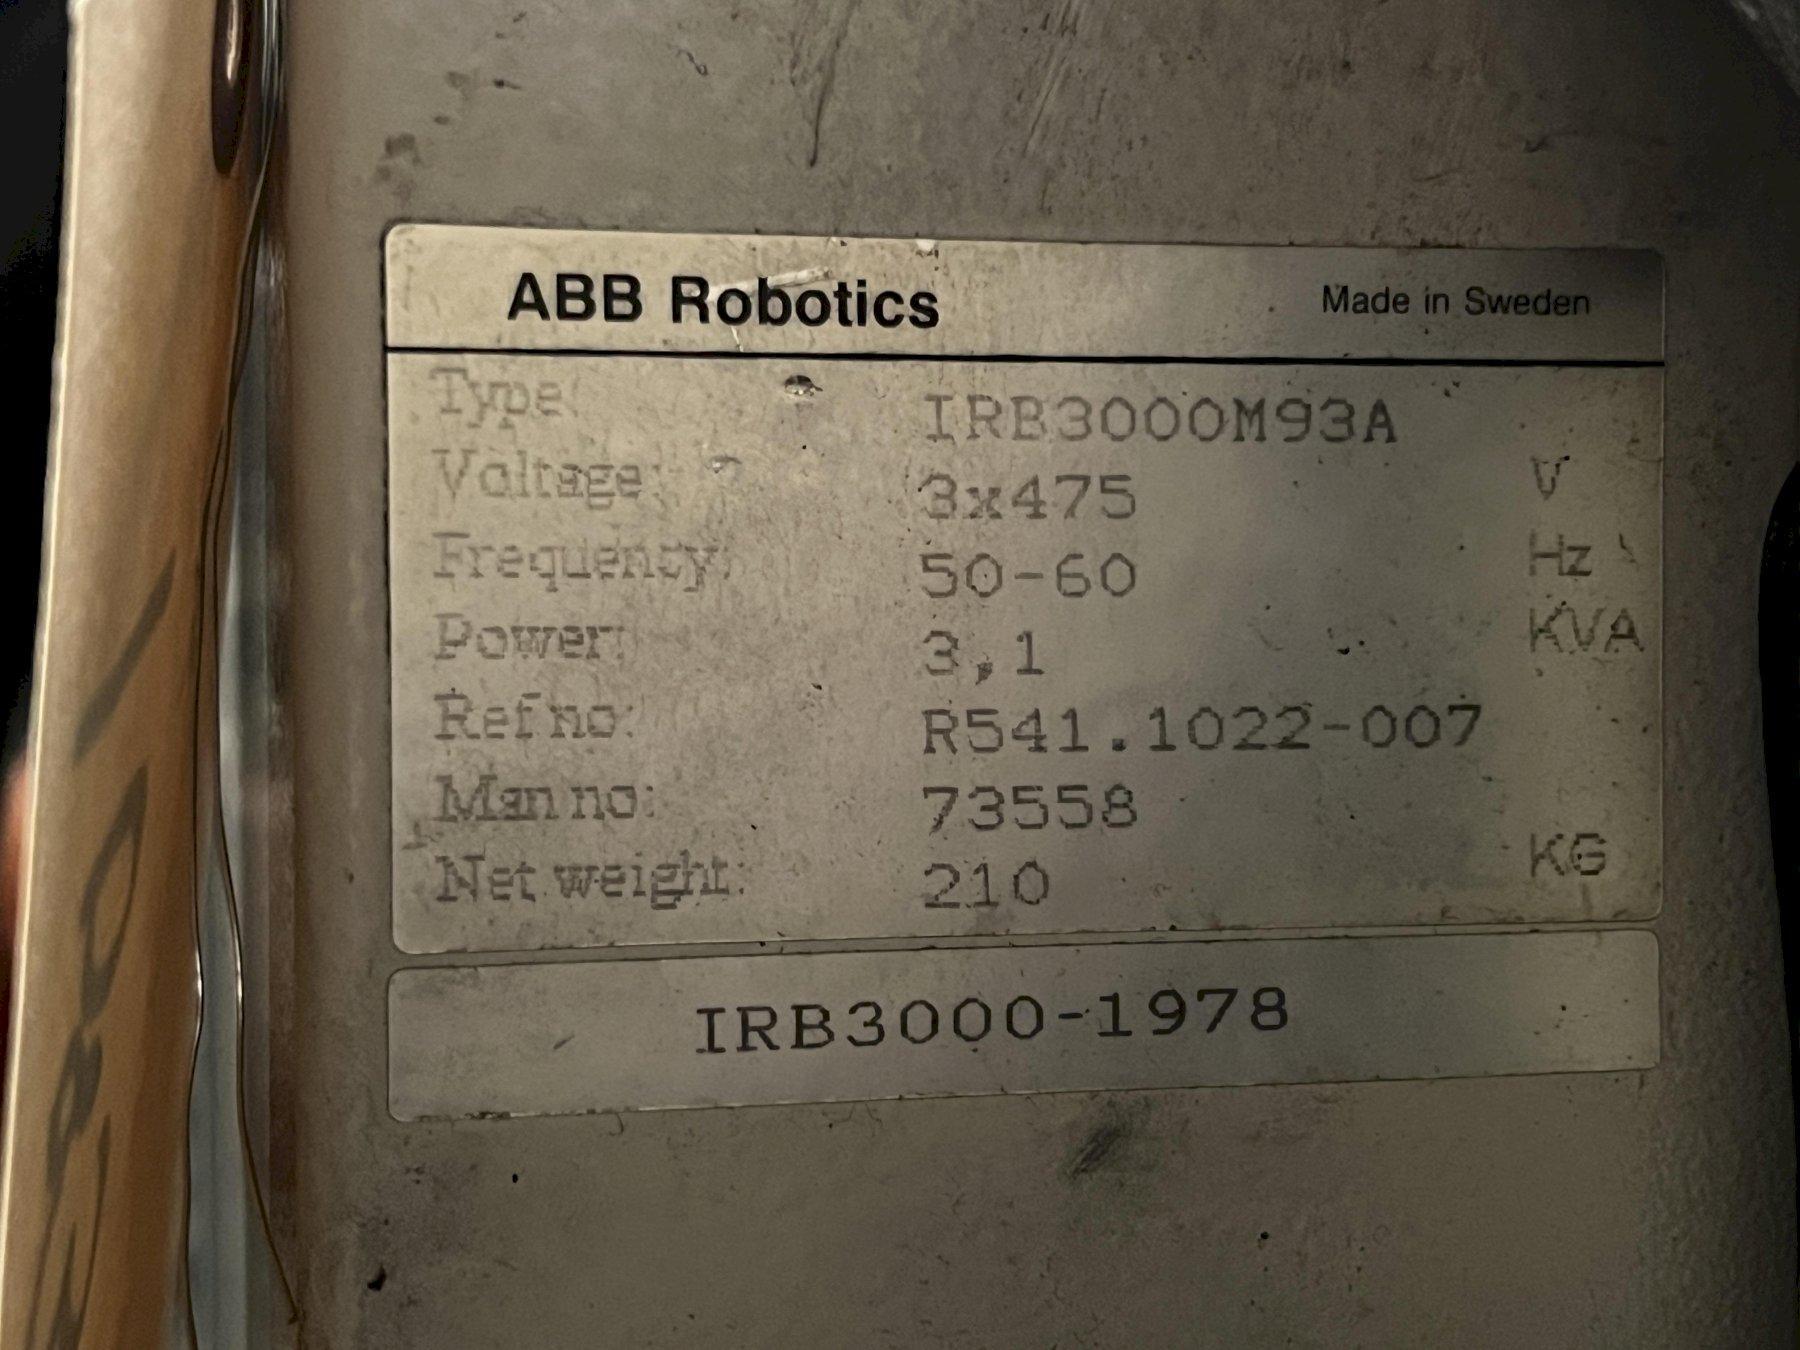 ABB Robotics Made in Sweden
Type: IRB3000M93A
Voltage: 3x475 V
Frequency: 50-60 Hz
Power: 3,1 KVA
Ref no: R541.1022-007
Man no: 73558
Net weight: 210 KG
IRB3000-1978